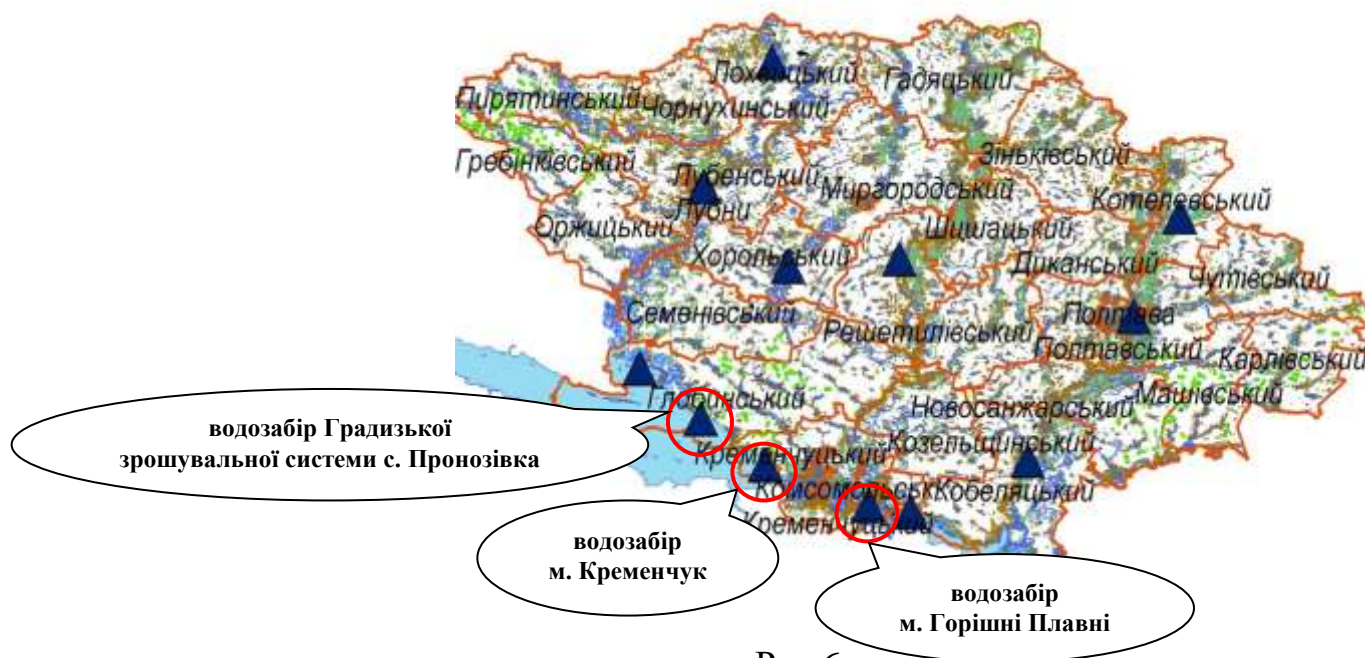 Лохвицький
Гадяцький
Пирятинський
Чорнухинський
Гребінківський
Зіньківський
Лубенський
Миргородський
Котелевський
Лубни
Оржицький
Шишацький
Хорольський
Диканський
Чутівський
Семенівський
Полтава
Решетилівський
Полтавський
Карлівський
Машівський
Глобинський
Новосанжарський
водозабір Градизької
зрошувальної системи с. Пронозівка
Козельщинський
Кременчуцький
Комсомольськ
Кобеляцький
Кременчуцький
водозабір
м. Кременчук
водозабір
м. Горішні Плавні